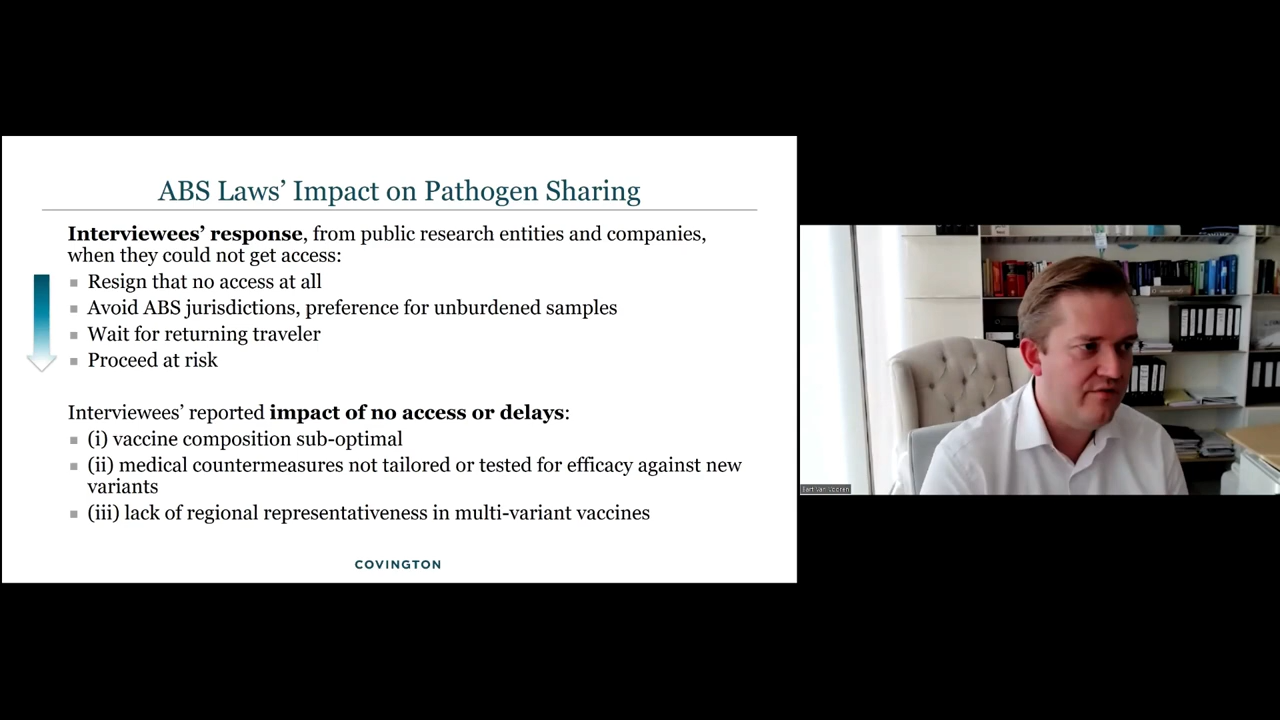 ABS Laws’ Impact on Pathogen Sharing
Interviewees’ response, from public research entities and companies,
when they could not get access:
Resign that no access at all
Avoid ABS jurisdictions, preference for unburdened samples
Wait for returning traveler
Proceed at risk
Interviewees’ reported impact of no access or delays:
(i) vaccine composition sub-optimal
(ii) medical countermeasures not tailored or tested for efficacy against new
variants
(iii) lack of regional representativeness in multi-variant vaccines
COVINGTON
Bart Van Vooren